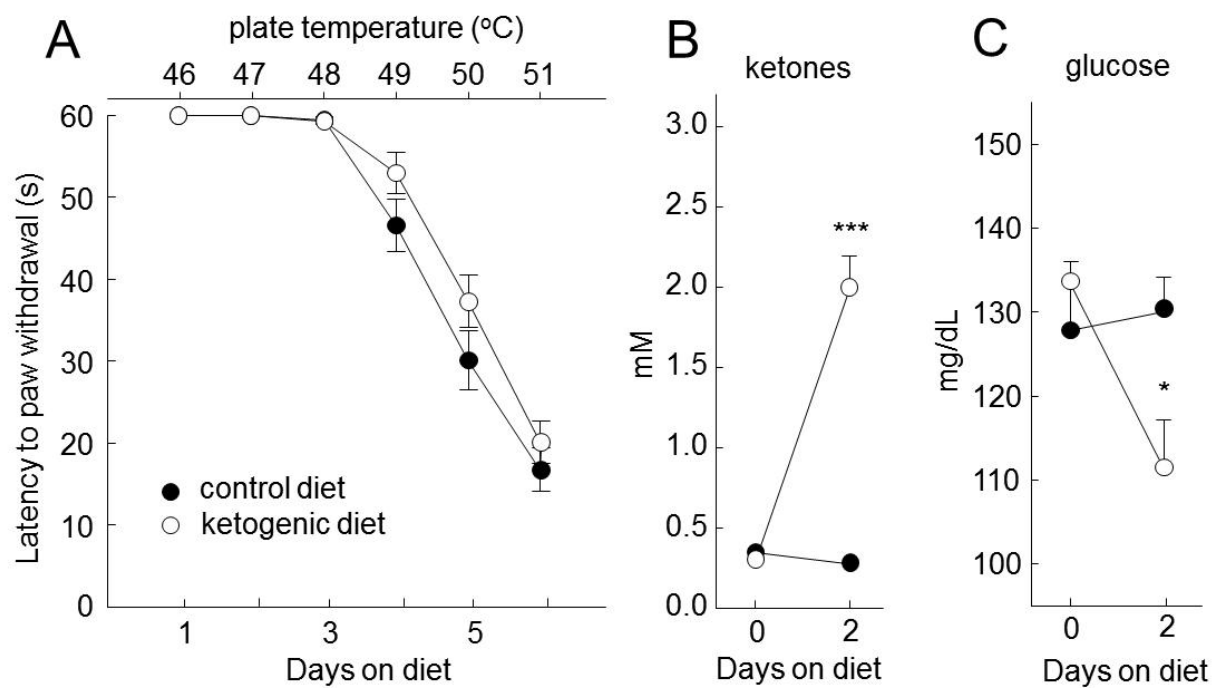 A
plate temperature (ºC)
46 47 48 49 50 51
60
50
40
30
20
10
0
Latency to paw withdrawal (s)
control diet
ketogenic diet
1 3 5
Days on diet
B
ketones
3.0
2.5
2.0
1.5
1.0
0.5
0.0
mM
***
0 2
Days on diet
C
glucose
150
140
130
120
110
100
mg/dL
*
0 2
Days on diet